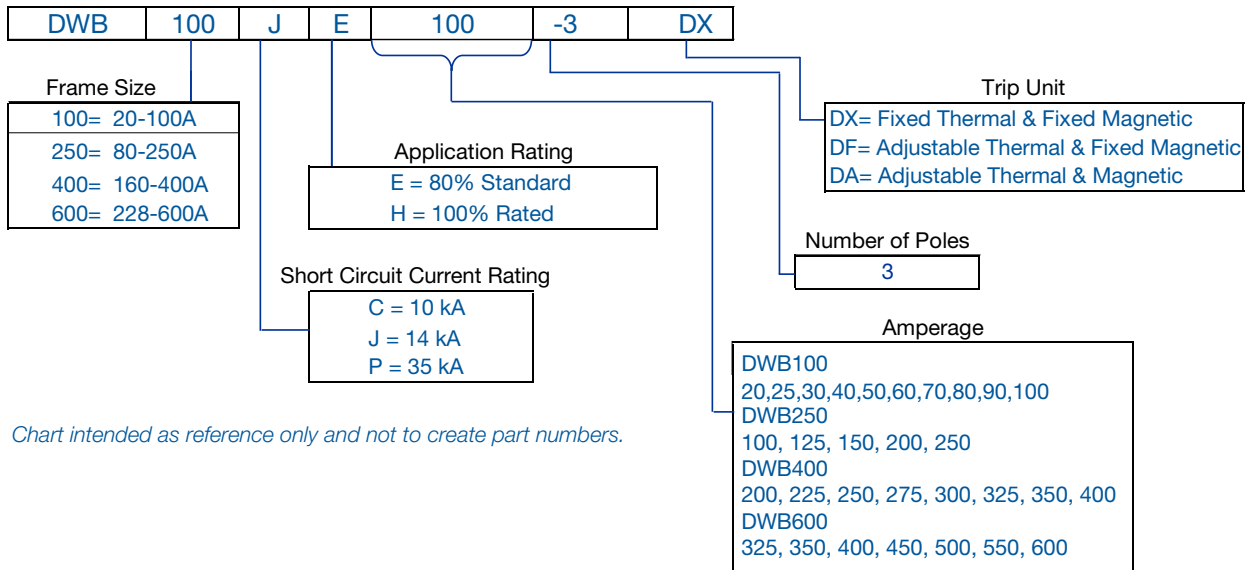 DWB 100 J E 100 -3 DX
Frame Size
100= 20-100A
250= 80-250A
400= 160-400A
600= 228-600A
Application Rating
E = 80% Standard
H = 100% Rated
Short Circuit Current Rating
C = 10 kA
J = 14 kA
P = 35 kA
Trip Unit
DX= Fixed Thermal & Fixed Magnetic
DF= Adjustable Thermal & Fixed Magnetic
DA= Adjustable Thermal & Magnetic
Number of Poles
3
Amperage
DWB100
20,25,30,40,50,60,70,80,90,100
DWB250
100, 125, 150, 200, 250
DWB400
200, 225, 250, 275, 300, 325, 350, 400
DWB600
325, 350, 400, 450, 500, 550, 600
Chart intended as reference only and not to create part numbers.